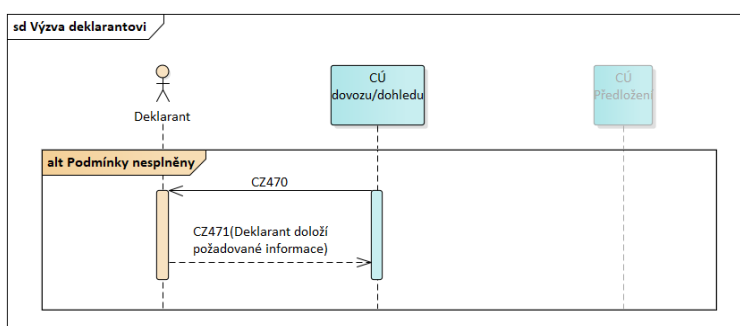 sd Výzva deklarantovi
Deklarant
CÚ
dovozu/dohledu
CÚ
Předložení
alt Podmínky nesplněny
CZ470
CZ471(Deklarant doloží
požadované informace)